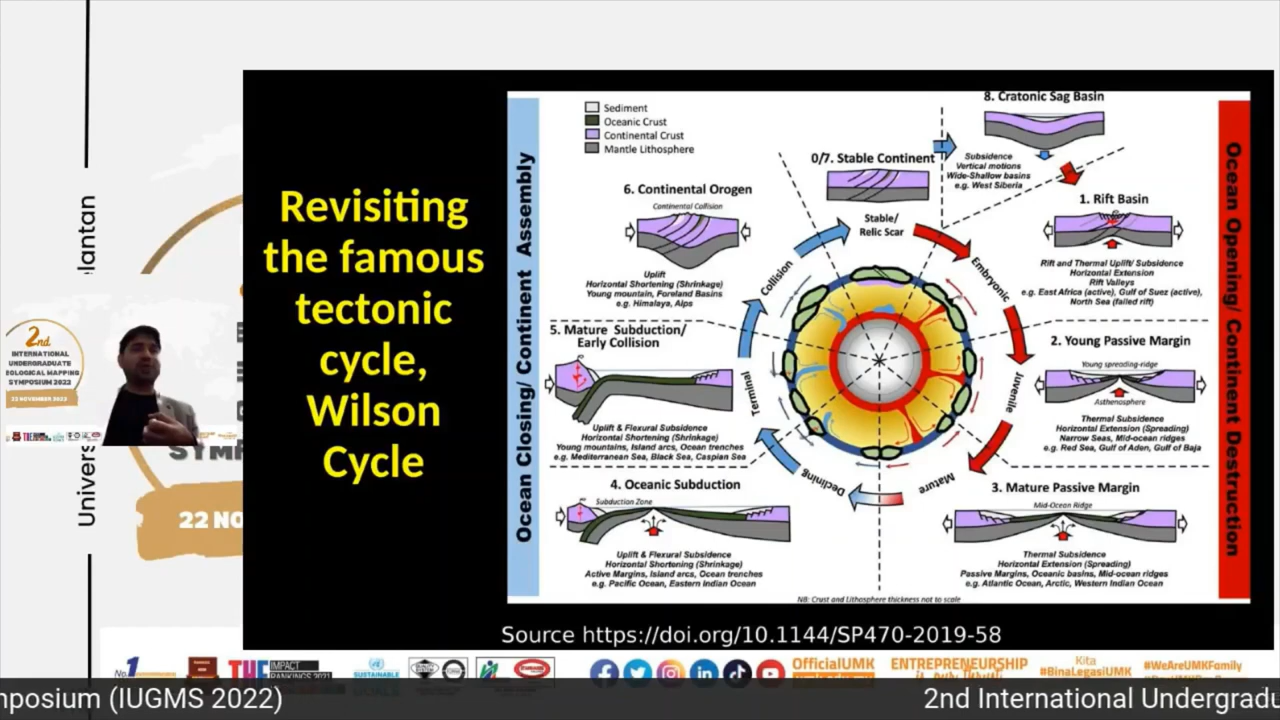 Revisiting
the famous
tectonic
cycle,
Wilson
Cycle
Ocean Closing/ Continent Assembly
Sediment
Oceanic Crust
Continental Crust
Mantle Lithosphere
8. Cratonic Sag Basin
Subsidence
Vertical motions
Wide-Shallow basins
e.g. West Siberia
0/7. Stable Continent
Stable/
Relic Scar
1. Rift Basin
Rift and Thermal Uplift/ Subsidence
Horizontal Extension
Rift Valleys
e.g. East Africa (active), Gulf of Suez (active),
North Sea (failed rift)
Embryonic
2. Young Passive Margin
Young spreading-ridge
Asthenosphere
Thermal Subsidence
Horizontal Extension (Spreading)
Narrow Seas, Mid-ocean ridges
e.g. Red Sea, Gulf of Aden, Gulf of Baja
Juvenile
3. Mature Passive Margin
Mid-Ocean Ridge
Thermal Subsidence
Horizontal Extension (Spreading)
Passive Margins, Oceanic basins, Mid-ocean ridges
e.g. Atlantic Ocean, Arctic, Western Indian Ocean
Mature
4. Oceanic Subduction
Subduction Zone
Uplift & Flexural Subsidence
Horizontal Shortening (Shrinkage)
Active Margins, Island arcs, Ocean trenches
e.g. Pacific Ocean, Eastern Indian Ocean
Declining
5. Mature Subduction/
Early Collision
Uplift & Flexural Subsidence
Horizontal Shortening (Shrinkage)
Young mountains, Island arcs, Ocean trenches
e.g. Mediterranean Sea, Black Sea, Caspian Sea
Terminal
6. Continental Orogen
Continental Collision
Uplift
Horizontal Shortening (Shrinkage)
Young mountain, Foreland Basins
e.g. Himalaya, Alps
Collision
NB: Crust and Lithosphere thickness not to scale
Ocean Opening/ Continent Destruction
Source https://doi.org/10.1144/SP470-2019-58
lantan
Univers
2nd
INTERNATIONAL
UNDERGRADUATE
EOLOGICAL MAPPING
SYMPOSIUM 2022
22 NOVEMBER 2022
22 NO
No.1
THE
IMPACT
RANKINGS 2021
SUSTAINABLE
GOALS
OfficialUMK
ENTREPRENEURSHIP
Kita
#BinaLegasiUMK
#WeAreUMKFamily
mposium (IUGMS 2022)
2nd International Undergradu